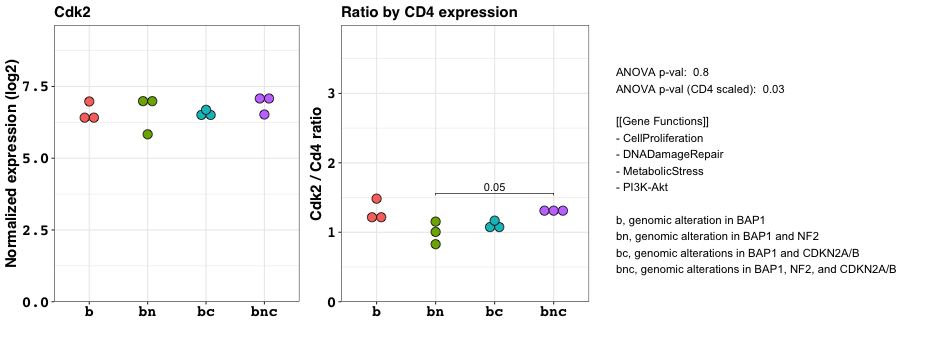 Cdk2
Normalized expression (log2)
7.5
5.0
2.5
0.0
b
bn
bc
bnc
Ratio by CD4 expression
Cdk2 / Cd4 ratio
3
2
1
0
0.05
b
bn
bc
bnc
ANOVA p-val: 0.8
ANOVA p-val (CD4 scaled): 0.03
[[Gene Functions]]
- CellProliferation
- DNADamageRepair
- MetabolicStress
- PI3K-Akt
b, genomic alteration in BAP1
bn, genomic alteration in BAP1 and NF2
bc, genomic alterations in BAP1 and CDKN2A/B
bnc, genomic alterations in BAP1, NF2, and CDKN2A/B